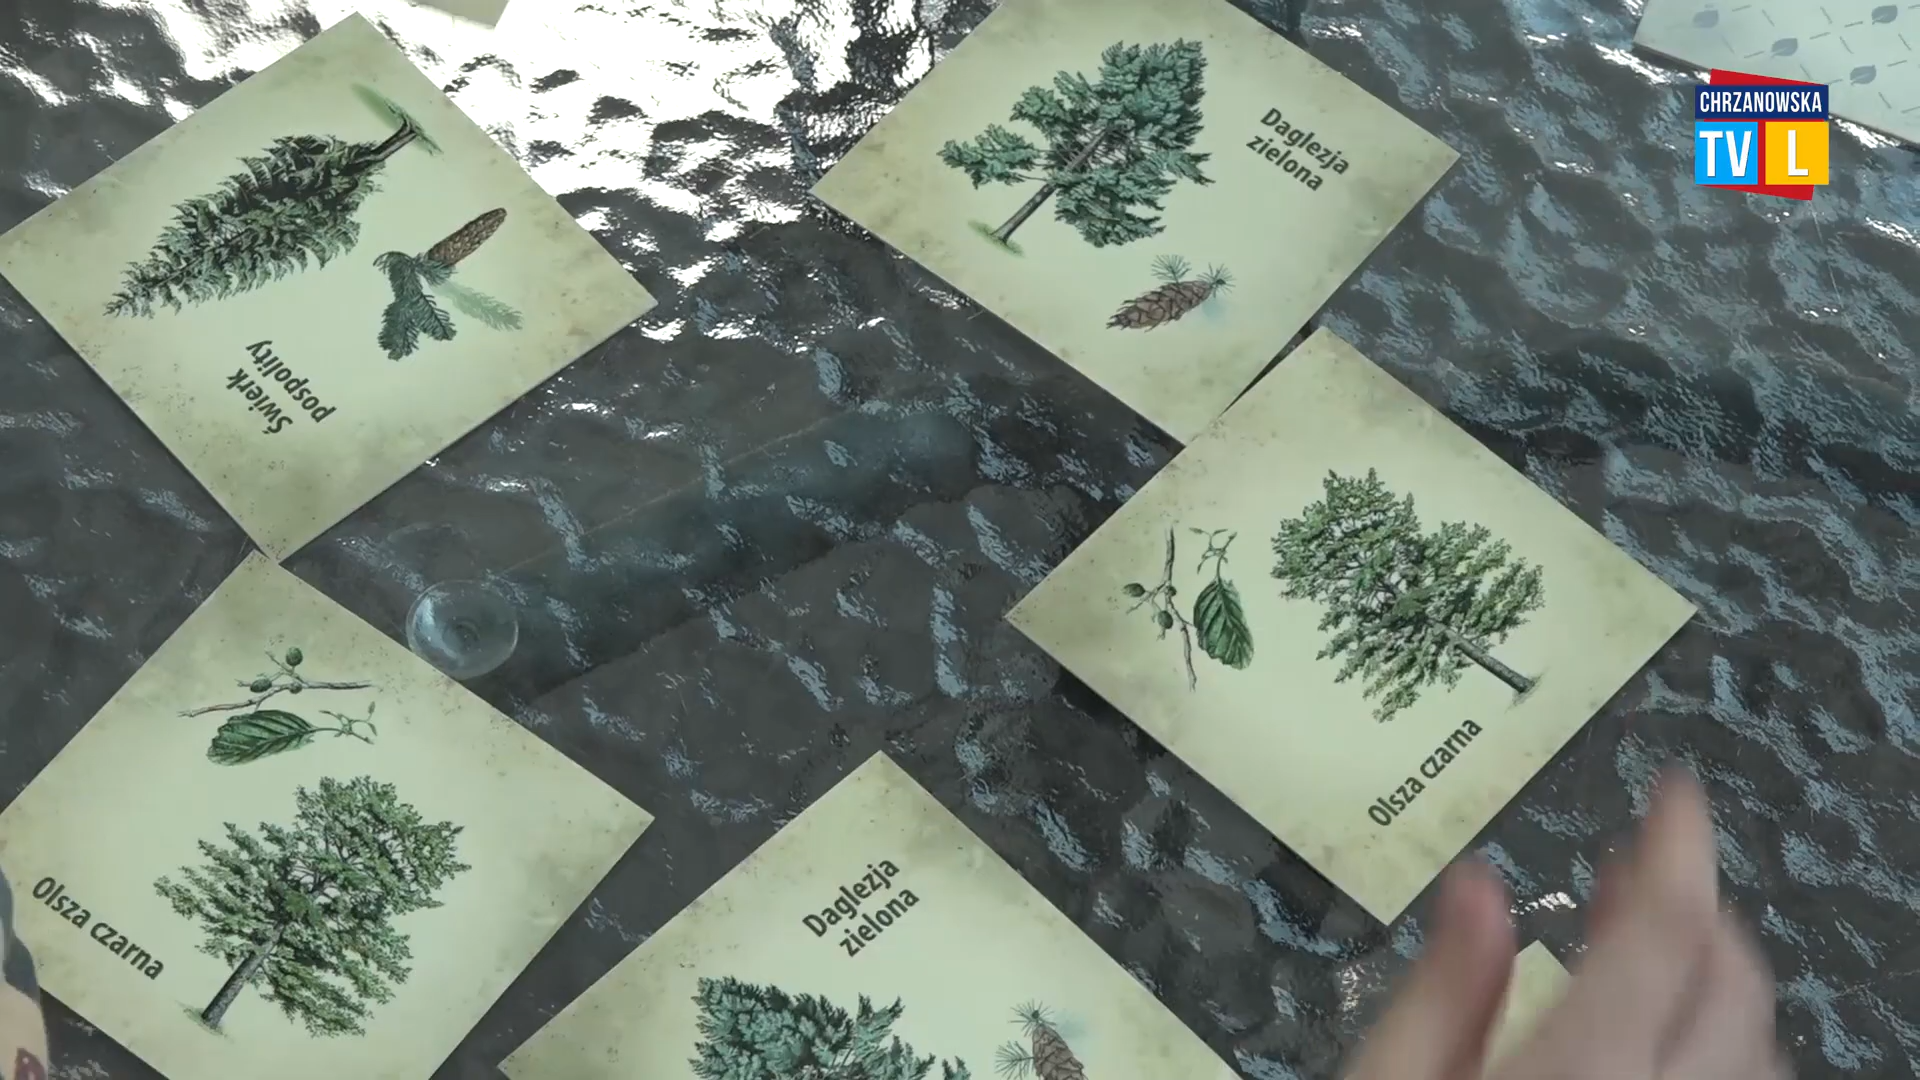 CHRZANOWSKA
TV L
Daglezja
zielona
Świerk
pospolity
Olsza czarna
Olsza czarna
Daglezja
zielona